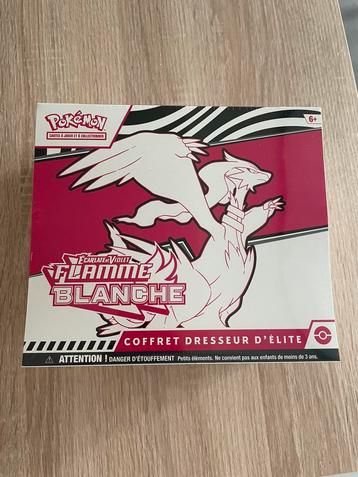 POKÉMON
CARTES À JOUER ET À COLLECTIONNER
6+
ÉCARLATE ET VIOLET
FLAMME
BLANCHE
COFFRET DRESSEUR D'ÉLITE
ATTENTION ! DANGER D'ÉTOUFFEMENT Petits éléments. Ne convient pas aux enfants de moins de 3 ans.